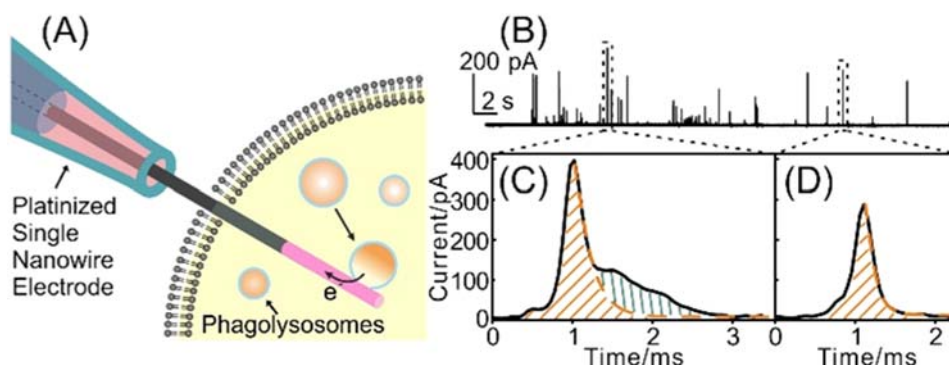 (A)
Platinized
Single
Nanowire
Electrode
e
Phagolysosomes
(B)
200 pA
2 s
(C)
(D)
Current/pA
400
300
200
100
0
0 1 2 3
Time/ms
0 1 2
Time/ms